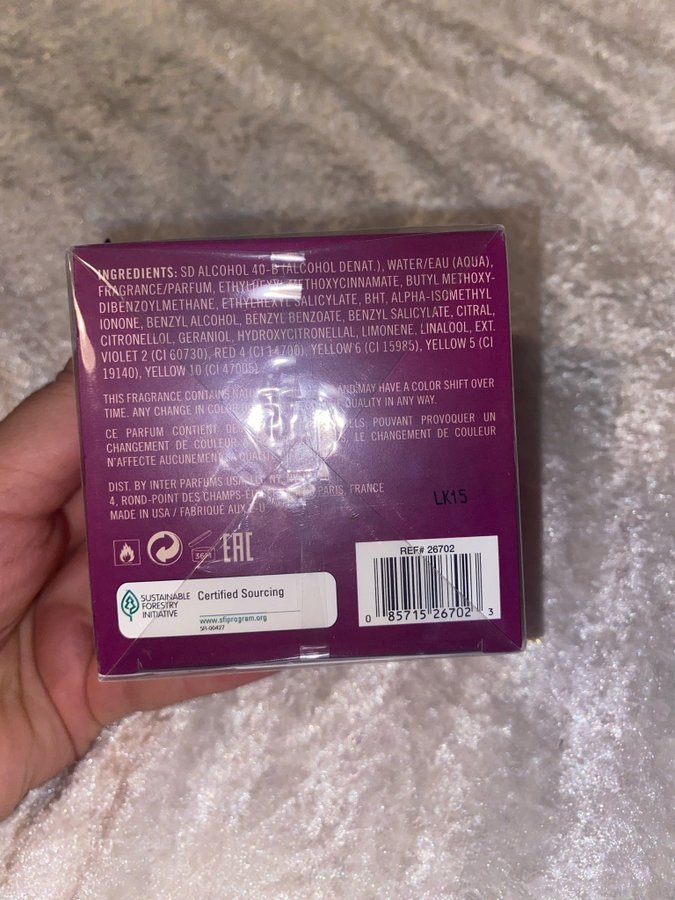 INGREDIENTS: SD ALCOHOL 40-B (ALCOHOL DENAT.), WATER/EAU (AQUA),
FRAGRANCE/PARFUM, ETHYLHEXYL METHOXYCINNAMATE, BUTYL METHOXY-
DIBENZOYLMETHANE, ETHYLHEXYL SALICYLATE, BHT, ALPHA-ISOMETHYL
IONONE, BENZYL ALCOHOL, BENZYL BENZOATE, BENZYL SALICYLATE, CITRAL,
CITRONELLOL, GERANIOL, HYDROXYCITRONELLAL, LIMONENE, LINALOOL, EXT.
VIOLET 2 (CI 60730), RED 4 (CI 14700), YELLOW 6 (CI 15985), YELLOW 5 (CI
19140), YELLOW 10 (CI 47005).
THIS FRAGRANCE CONTAINS AND MAY HAVE A COLOR SHIFT OVER
TIME. ANY CHANGE IN COLOR QUALITY IN ANY WAY.
CE PARFUM CONTIENT POUVANT PROVOQUER UN
CHANGEMENT DE COULEUR LE CHANGEMENT DE COULEUR
N'AFFECTE AUCUNEMENT SA
DIST. BY INTER PARFUMS USA, NY,
4, ROND-POINT DES PARIS, FRANCE
MADE IN USA / FABRIQUÉ AUX É-U
LK15
36M
EAC
REF# 26702
0 85715 26702 3
SUSTAINABLE
FORESTRY
INITIATIVE
Certified Sourcing
www.sfiprogram.org
SFI-00427